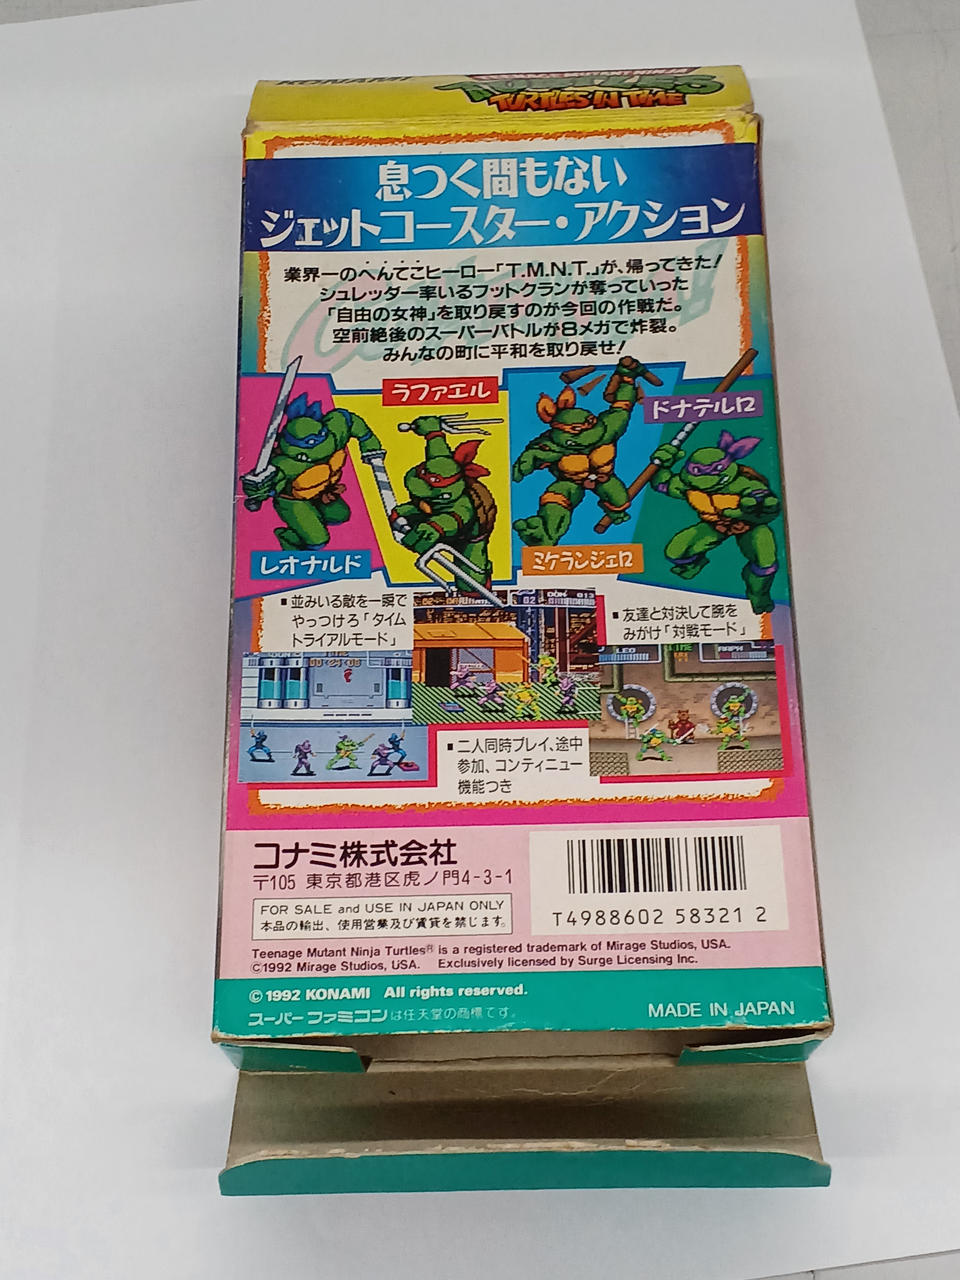 KONAMI
TEENAGE MUTANT NINJA
TURTLES
TURTLES IN TIME
息つく間もない
ジェットコースター・アクション
業界一のへんてこヒーロー「T.M.N.T.」が、帰ってきた!
シュレッダー率いるフットクランが奪っていった
「自由の女神」を取り戻すのが今回の作戦だ。
空前絶後のスーパーバトルが8メガで炸裂。
みんなの町に平和を取り戻せ!
ラファエル
ドナテルロ
レオナルド
ミケランジェロ
■並みいる敵を一瞬で
やっつけろ「タイム
トライアルモード」
■友達と対決して腕を
みがけ「対戦モード」
LEO
TIME
RAPH
00:24:08
02
DON 013
■二人同時プレイ、途中
参加、コンティニュー
機能つき
コナミ株式会社
〒105 東京都港区虎ノ門4-3-1
FOR SALE and USE IN JAPAN ONLY
本品の輸出、使用営業及び賃貸を禁じます。
T4988602 58321 2
Teenage Mutant Ninja Turtles® is a registered trademark of Mirage Studios, USA.
©1992 Mirage Studios, USA. Exclusively licensed by Surge Licensing Inc.
©1992 KONAMI All rights reserved.
スーパーファミコンは任天堂の商標です。
MADE IN JAPAN